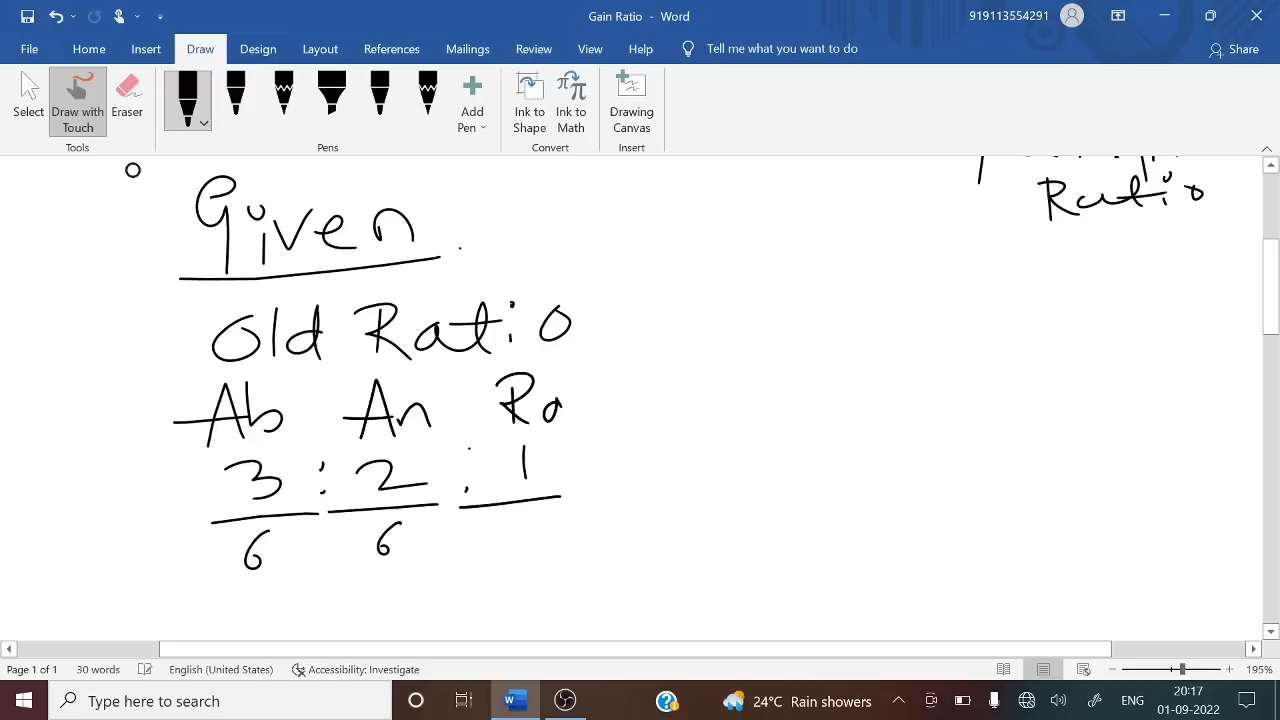 Gain Ratio - Word
919113554291
File Home Insert Draw Design Layout References Mailings Review View Help Tell me what you want to do Share
Select Draw with Touch Eraser Add Pen Ink to Shape Ink to Math Drawing Canvas
Tools Pens Convert Insert
Ratio
Given
Old Ratio
Ab An Ra
3 : 2 : 1
6 6
Page 1 of 1 30 words English (United States) Accessibility: Investigate 195%
Type here to search 24°C Rain showers ENG 20:17
01-09-2022